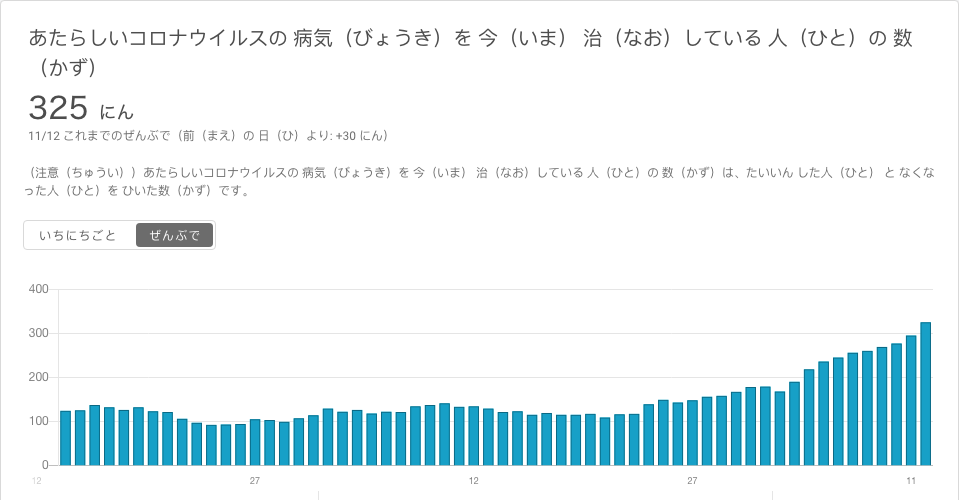 あたらしいコロナウイルスの 病気（びょうき）を 今（いま） 治（なお）している 人（ひと）の 数
（かず）
325 にん
11/12 これまでのぜんぶで（前（まえ）の 日（ひ）より: +30 にん）
（注意（ちゅうい））あたらしいコロナウイルスの 病気（びょうき）を 今（いま） 治（なお）している 人（ひと）の 数（かず）は、たいいん した人（ひと） と なくな
った人（ひと）を ひいた数（かず）です。
いちにちごと ぜんぶで
400
300
200
100
0
12 27 12 27 11